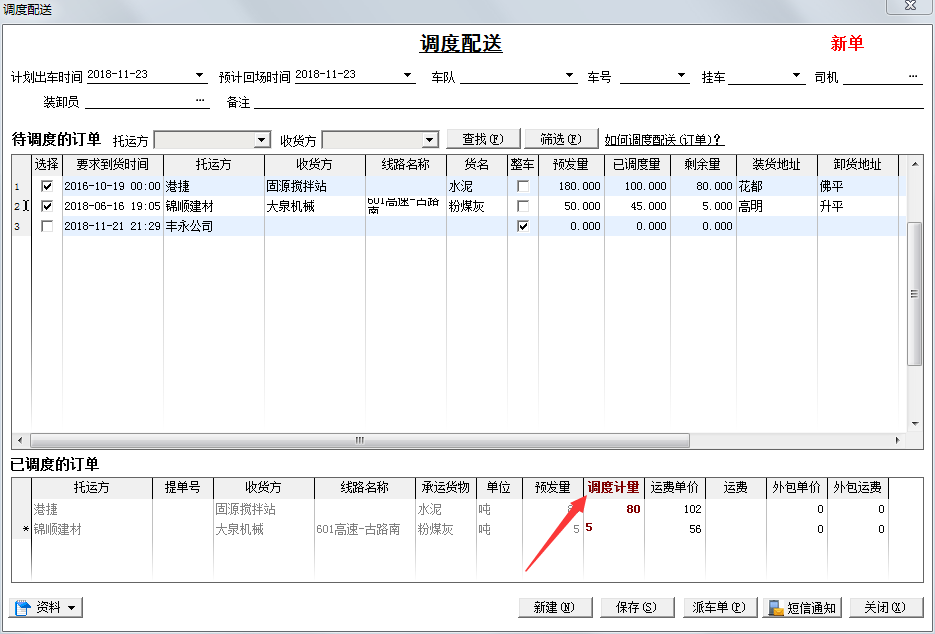 调度配送
调度配送
新单
计划出车时间 2018-11-23 预计回场时间 2018-11-23 车队 车号 挂车 司机 ...
装卸员 ... 备注
待调度的订单 托运方 收货方 查找(F) 筛选(E) 如何调度配送(订单)?
选择 要求到货时间 托运方 收货方 线路名称 货名 整车 预发量 已调度量 剩余量 装货地址 卸货地址
1 2016-10-19 00:00 港捷 固源搅拌站 水泥 180.000 100.000 80.000 花都 佛平
2 2018-06-16 19:05 锦顺建材 大泉机械 601高速-古路南 粉煤灰 50.000 45.000 5.000 高明 升平
3 2018-11-21 21:29 丰永公司 0.000 0.000 0.000
已调度的订单
托运方 提单号 收货方 线路名称 承运货物 单位 预发量 调度计量 运费单价 运费 外包单价 外包运费
港捷 固源搅拌站 水泥 吨 80 102 0 0
* 锦顺建材 大泉机械 601高速-古路南 粉煤灰 吨 5 5 56 0 0
资料 新建(N) 保存(S) 派车单(P) 短信通知 关闭(X)